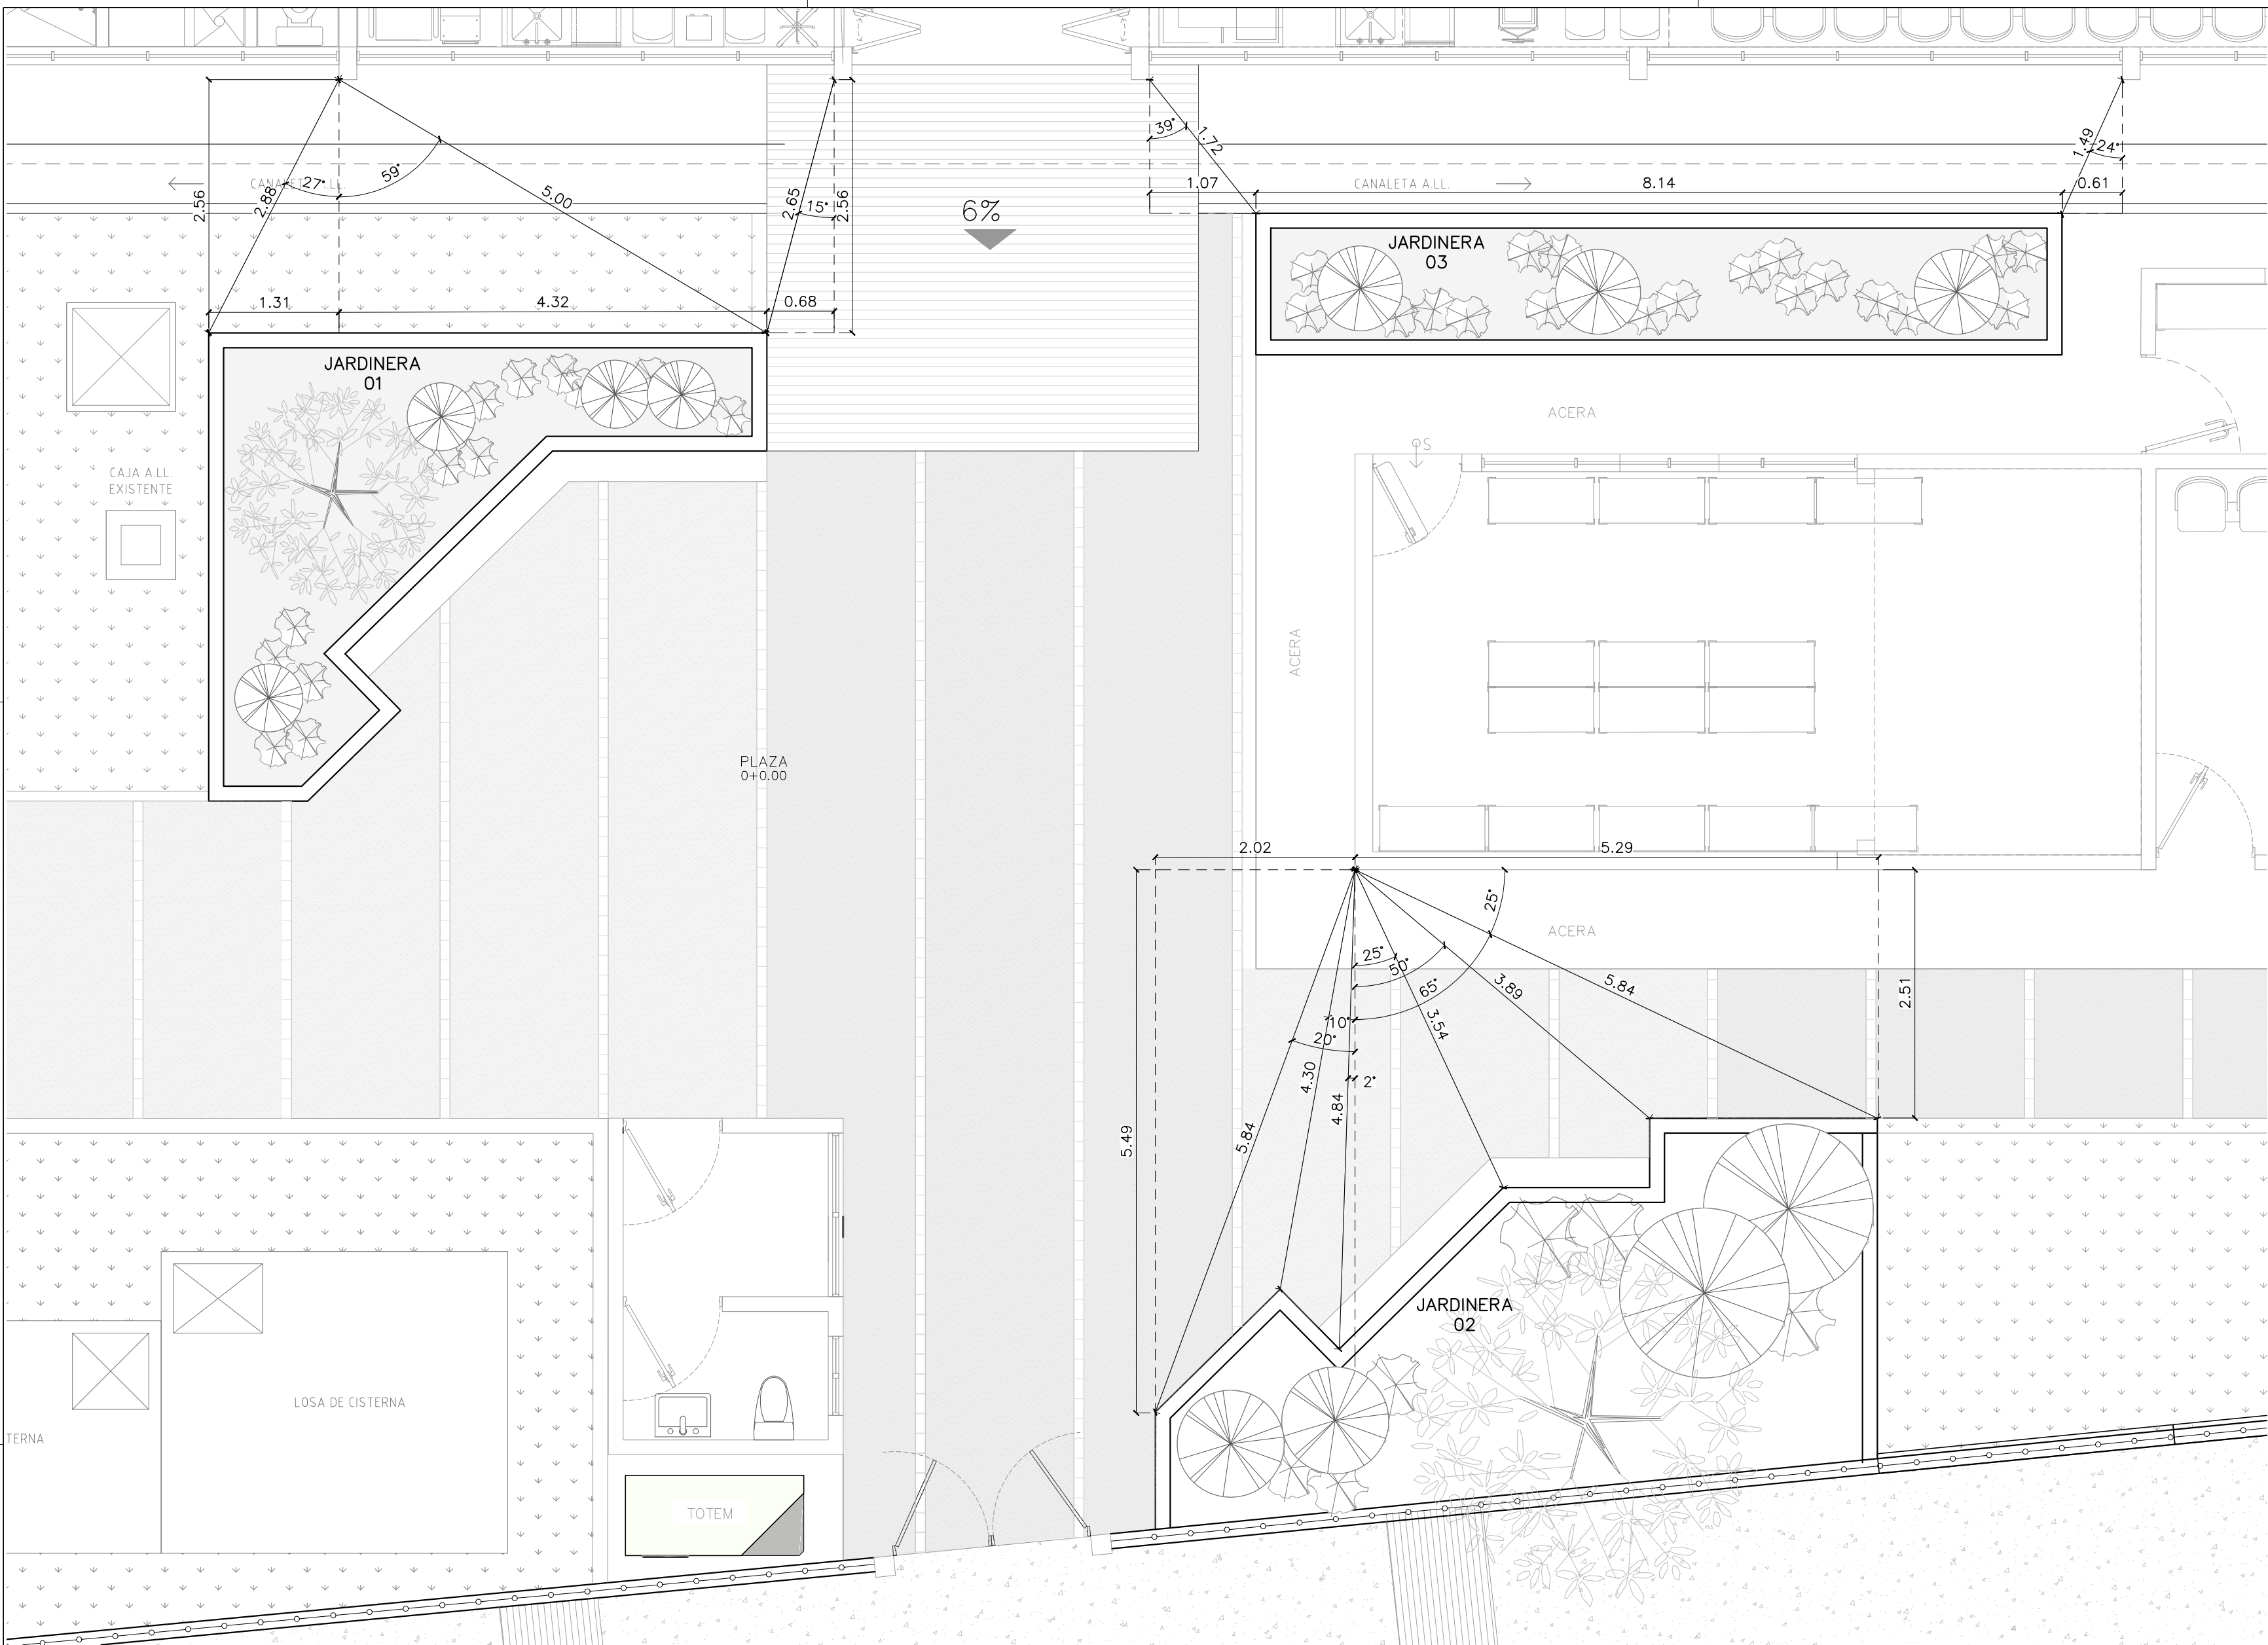 39°
1.72
1.49
24°
59°
27°
CANALETA A.LL.
2.56
2.88
5.00
2.65
15°
2.56
6%
1.07
CANALETA A.LL.
8.14
0.61
JARDINERA
03
1.31
4.32
0.68
JARDINERA
01
ACERA
S
CAJA A.LL.
EXISTENTE
ACERA
PLAZA
0+0.00
2.02
5.29
25°
ACERA
25°
50°
65°
3.89
5.84
2.51
3.54
10°
20°
4.30
2°
4.84
5.49
5.84
JARDINERA
02
LOSA DE CISTERNA
TERNA
TOTEM